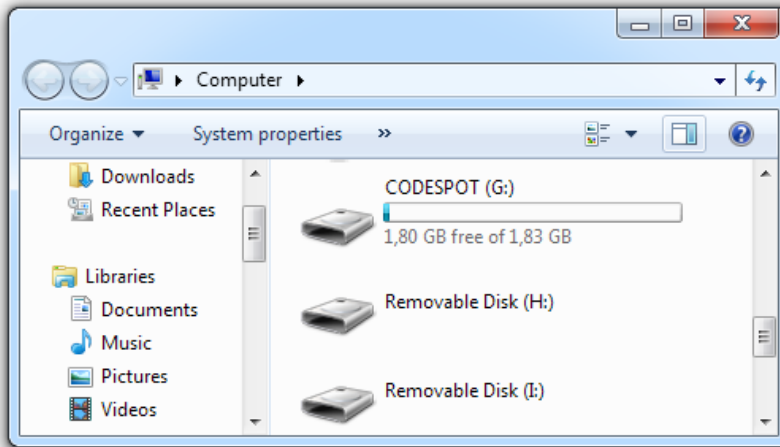 Computer
Organize
System properties
»
Downloads
Recent Places
Libraries
Documents
Music
Pictures
Videos
CODESPOT (G:)
1,80 GB free of 1,83 GB
Removable Disk (H:)
Removable Disk (I:)